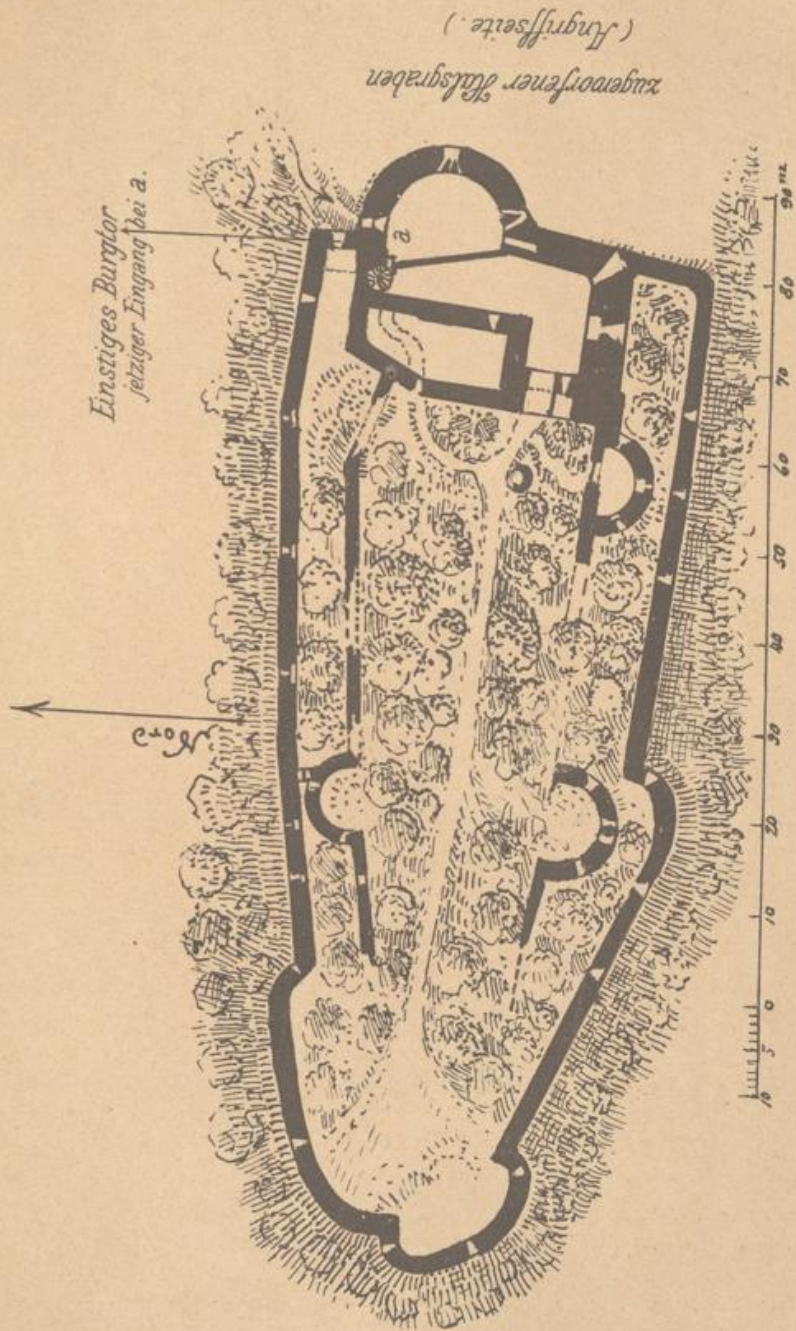 zugeworfener Halsgraben
(Angriffseite.)
Einstiges Burgtor
jetziger Eingang bei a.
a
Nord
10 5 0 10 20 30 40 50 60 70 80 90 m